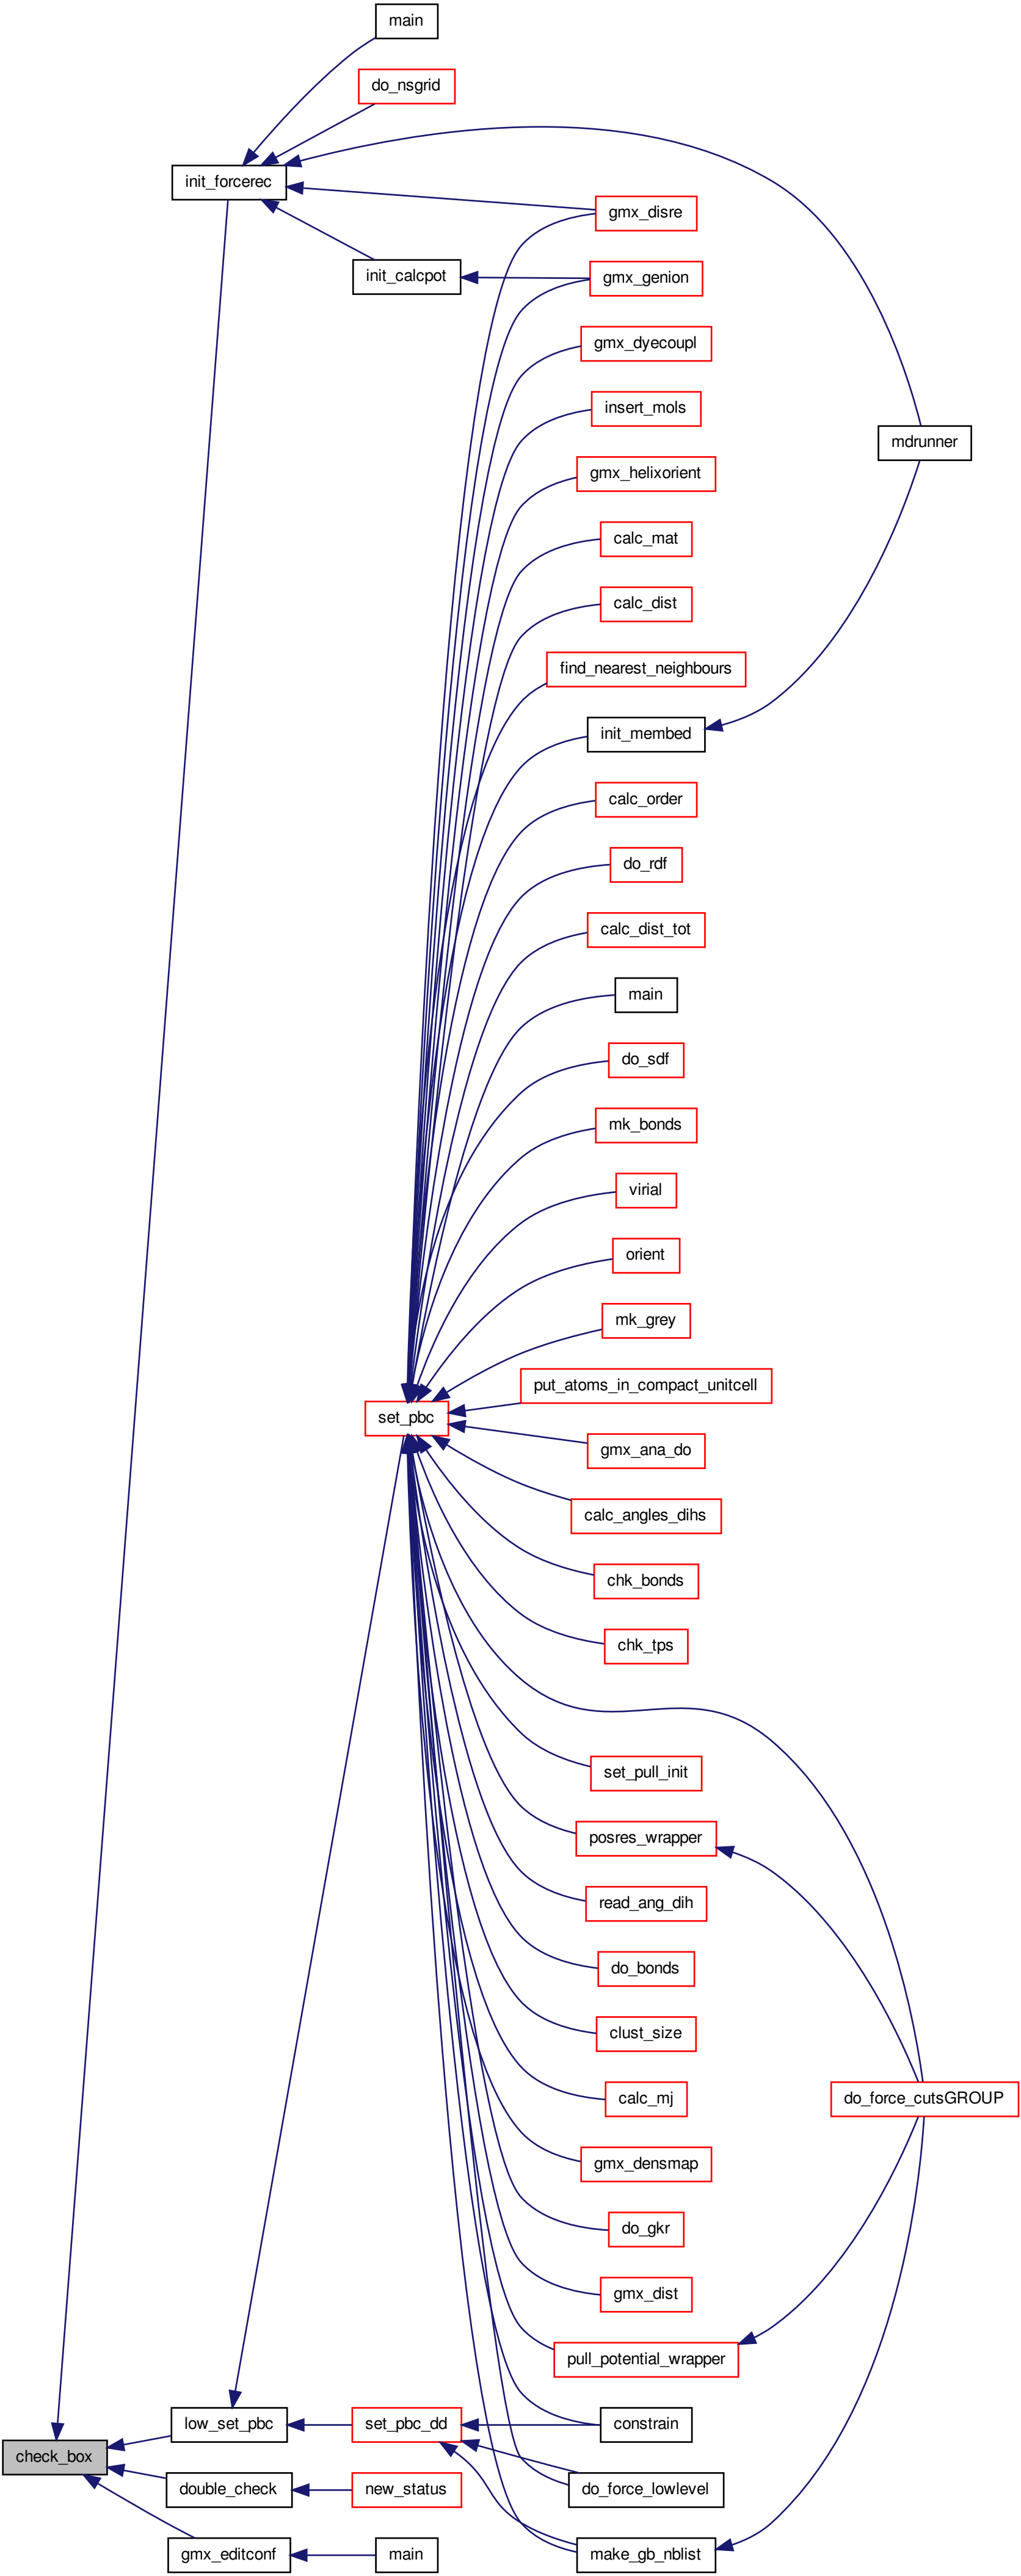 main
do_nsgrid
init_forcerec
gmx_disre
init_calcpot
gmx_genion
gmx_dyecoupl
insert_mols
mdrunner
gmx_helixorient
calc_mat
calc_dist
find_nearest_neighbours
init_membed
calc_order
do_rdf
calc_dist_tot
main
do_sdf
mk_bonds
virial
orient
mk_grey
put_atoms_in_compact_unitcell
set_pbc
gmx_ana_do
calc_angles_dihs
chk_bonds
chk_tps
set_pull_init
posres_wrapper
read_ang_dih
do_bonds
clust_size
calc_mj
do_force_cutsGROUP
gmx_densmap
do_gkr
gmx_dist
pull_potential_wrapper
low_set_pbc
set_pbc_dd
constrain
check_box
double_check
new_status
do_force_lowlevel
gmx_editconf
main
make_gb_nblist